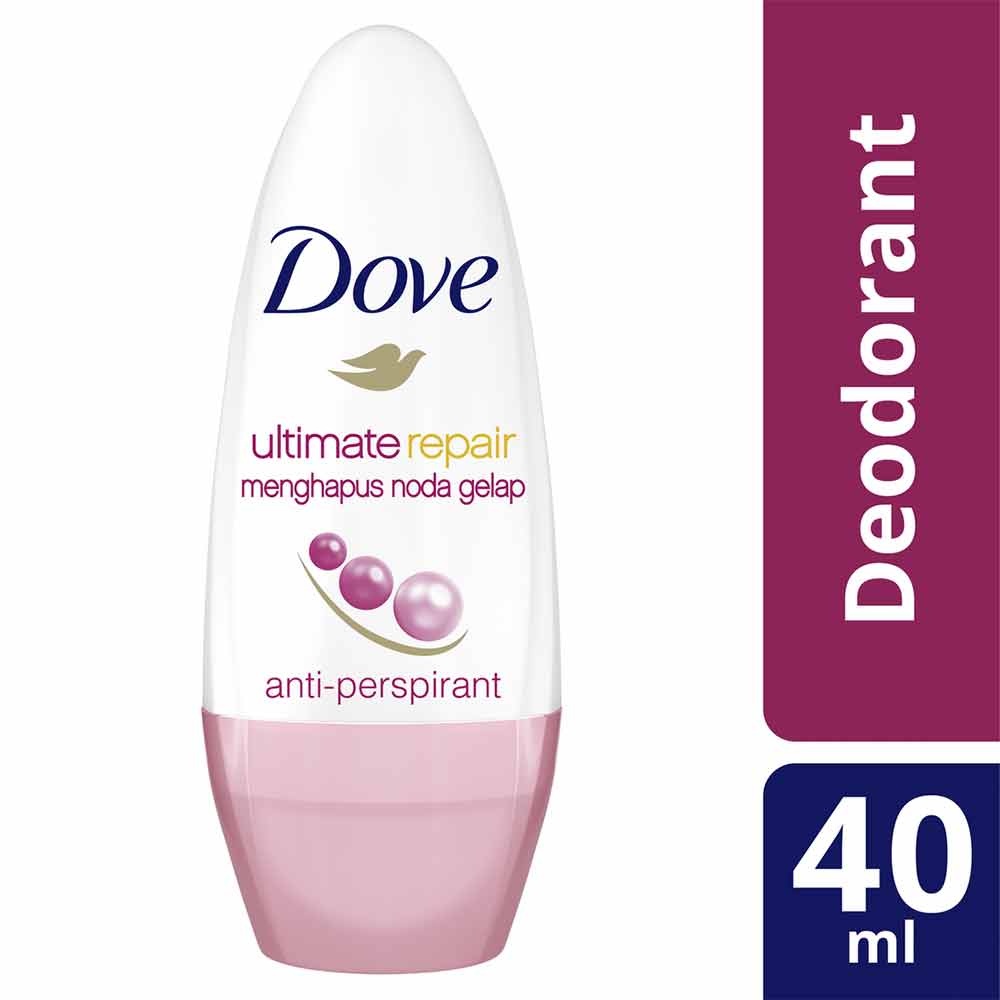 Dove
ultimate repair
menghapus noda gelap
anti-perspirant
Deodorant
40
ml